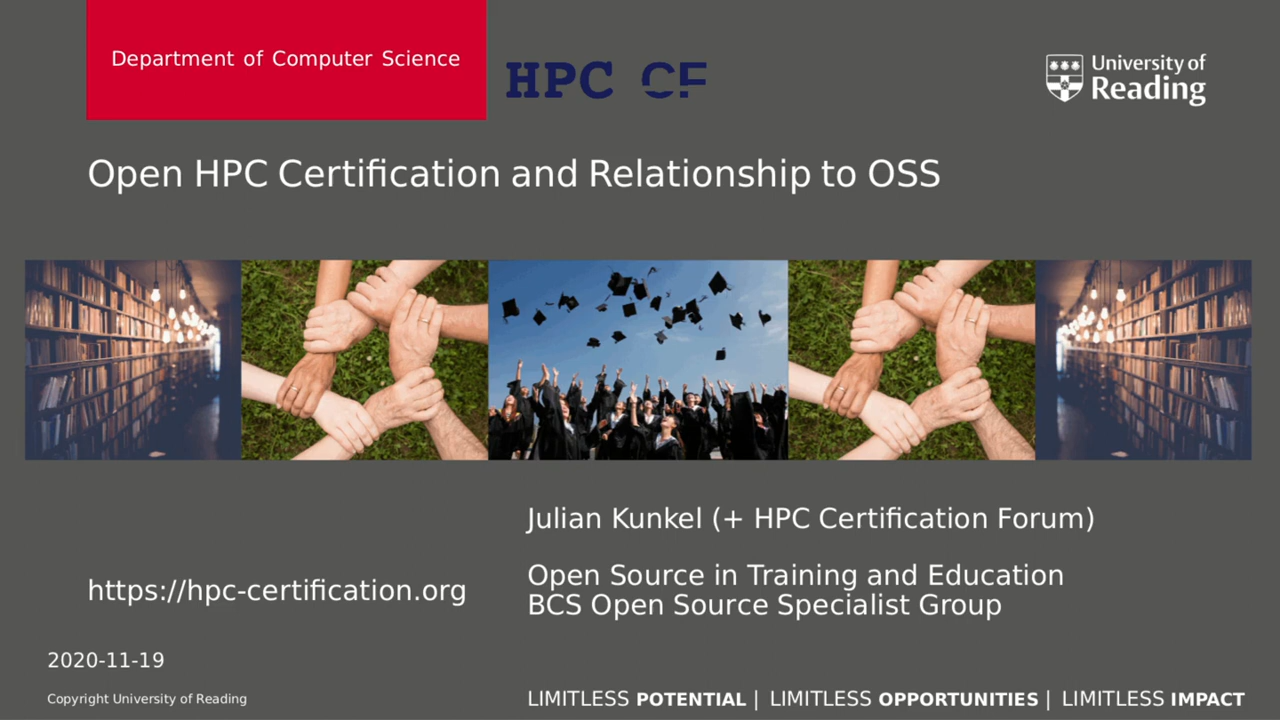 Department of Computer Science
HPC CF
University of
Reading
Open HPC Certification and Relationship to OSS
Julian Kunkel (+ HPC Certification Forum)
https://hpc-certification.org
Open Source in Training and Education
BCS Open Source Specialist Group
2020-11-19
Copyright University of Reading
LIMITLESS POTENTIAL | LIMITLESS OPPORTUNITIES | LIMITLESS IMPACT